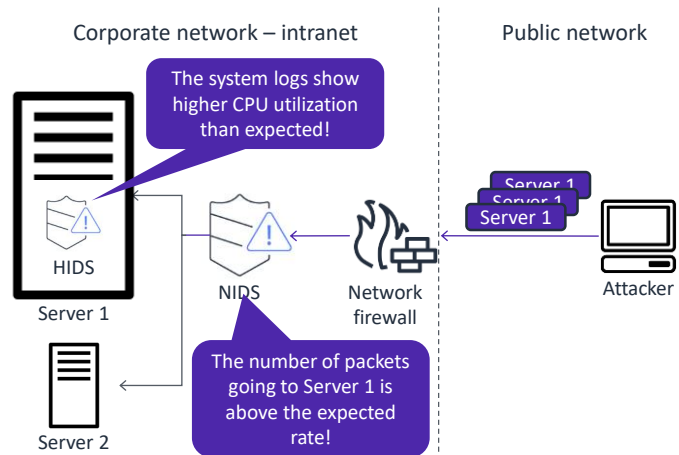 Corporate network – intranet
Public network
The system logs show
higher CPU utilization
than expected!
Server 1
Server 1
Server 1
HIDS
NIDS
Network
firewall
Attacker
Server 1
The number of packets
going to Server 1 is
above the expected
rate!
Server 2